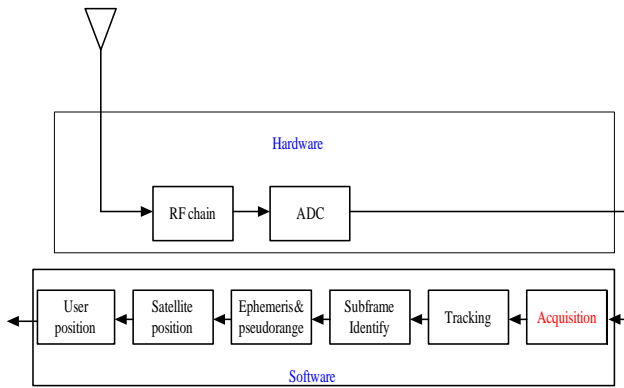 Hardware
RF chain
ADC
User
position
Satellite
position
Ephemeris&
pseudorange
Subframe
Identify
Tracking
Acquisition
Software